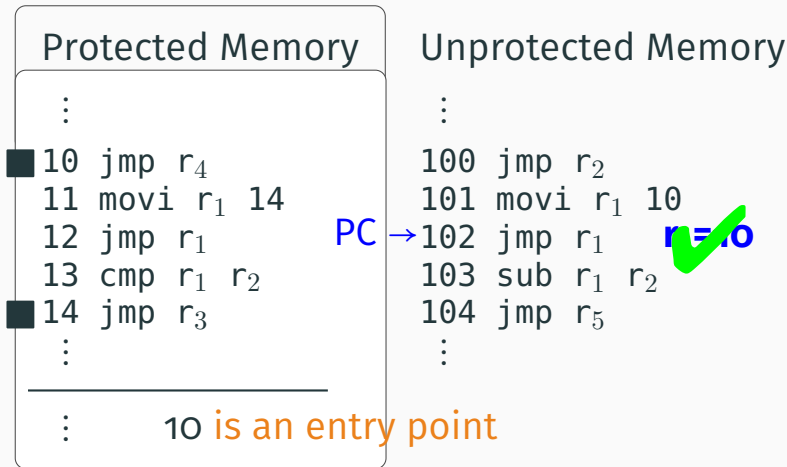 Protected Memory
⋮
10 jmp r₄
11 movi r₁ 14
12 jmp r₁
13 cmp r₁ r₂
14 jmp r₃
⋮
⋮ 10 is an entry point
Unprotected Memory
⋮
100 jmp r₂
101 movi r₁ 10
PC → 102 jmp r₁
103 sub r₁ r₂
104 jmp r₅
⋮